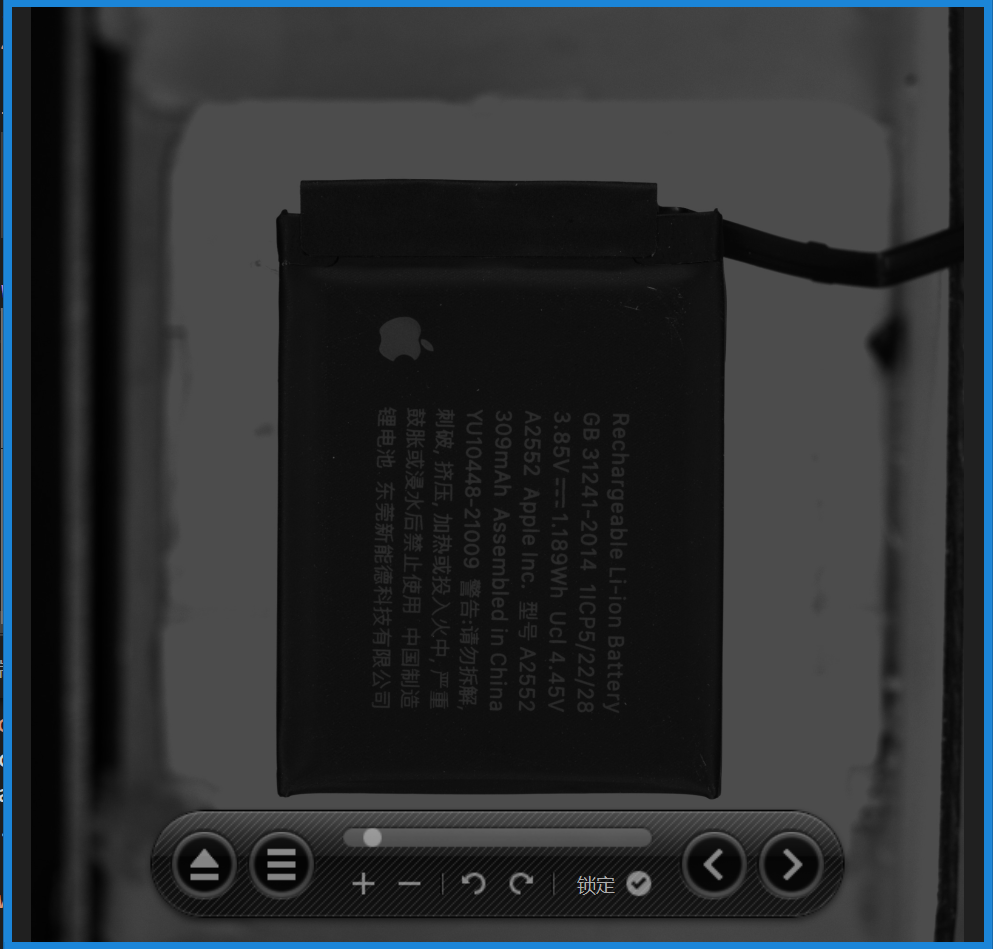 Rechargeable Li-ion Battery
GB 31241-2014 1ICP5/22/28
3.85V⎓1.189Wh Ucl 4.45V
A2552 Apple Inc. 型号 A2552
309mAh Assembled in China
YU10448-21009 警告:请勿拆解,
刺破, 挤压, 加热或投入火中, 严重
鼓胀或浸水后禁止使用 中国制造
锂电池 东莞新能德科技有限公司
锁定